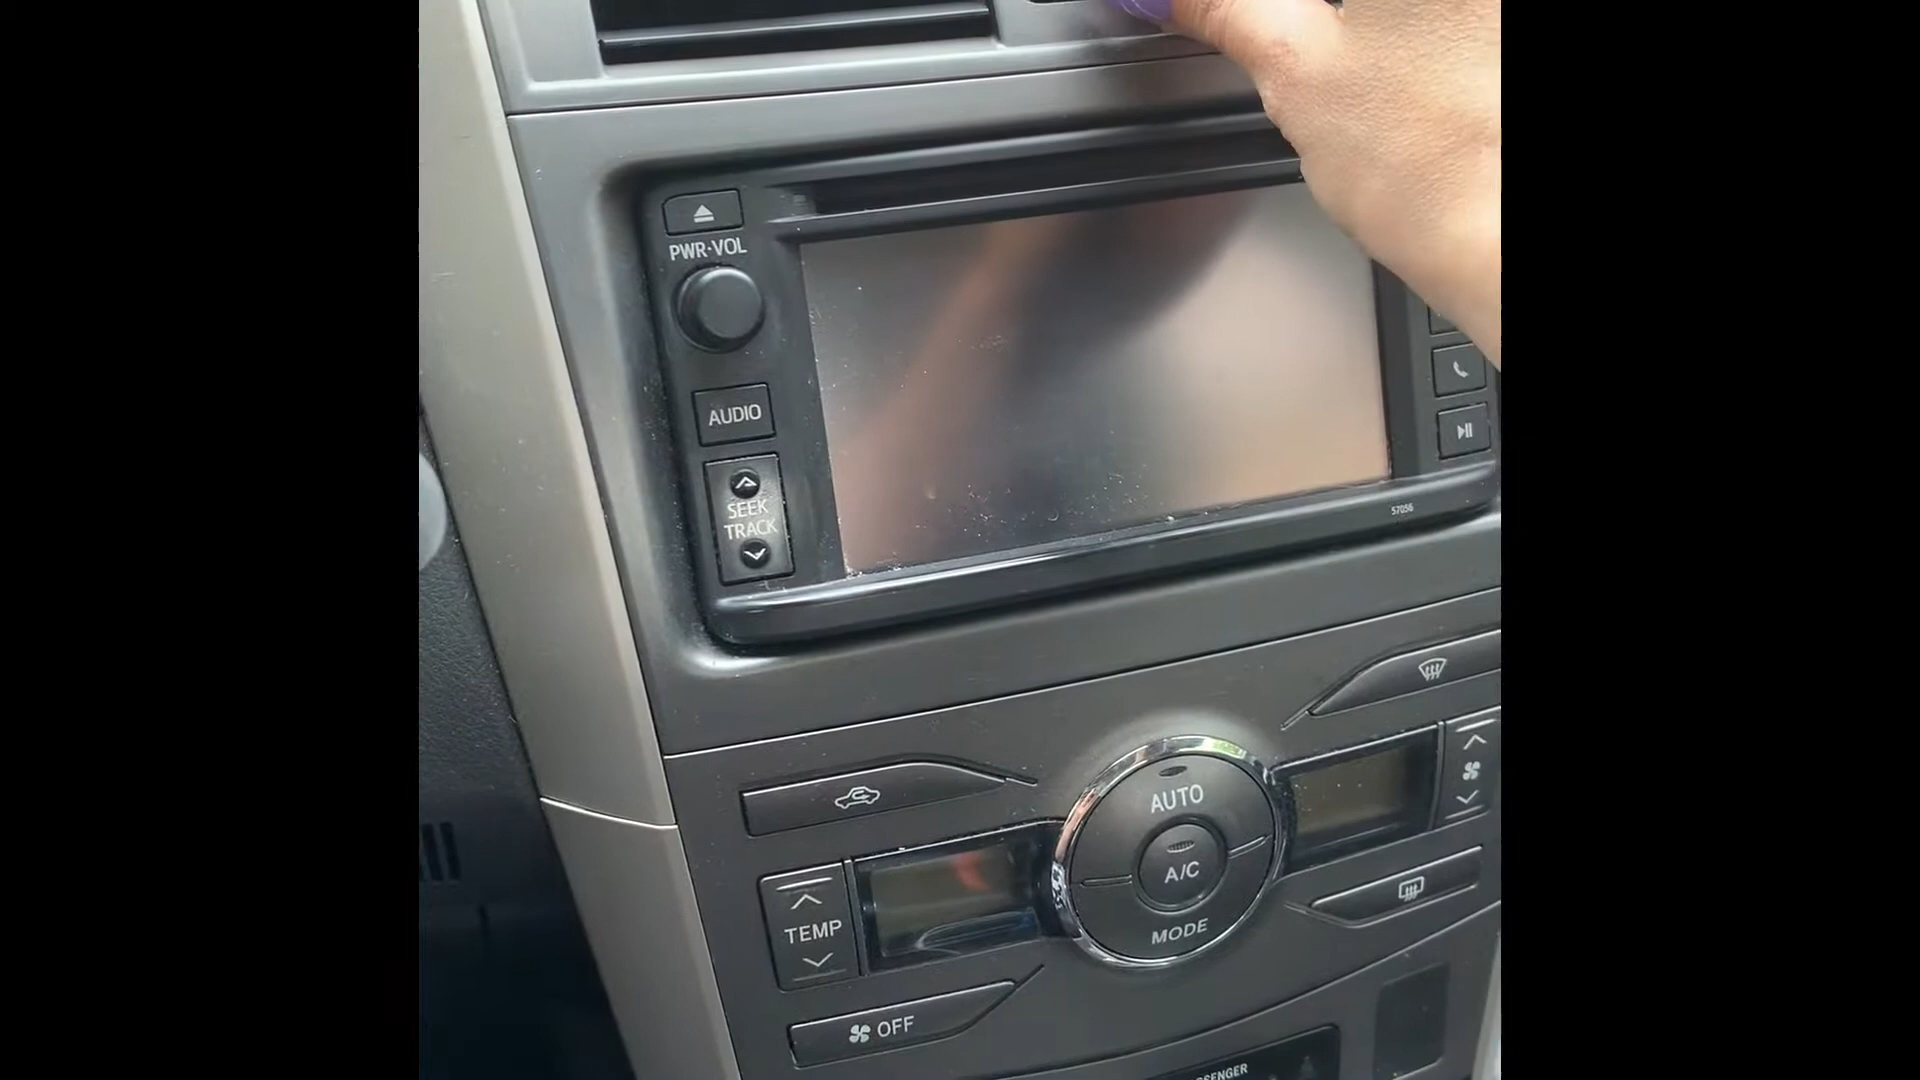 PWR·VOL
AUDIO
SEEK
TRACK
57056
AUTO
A/C
MODE
TEMP
OFF